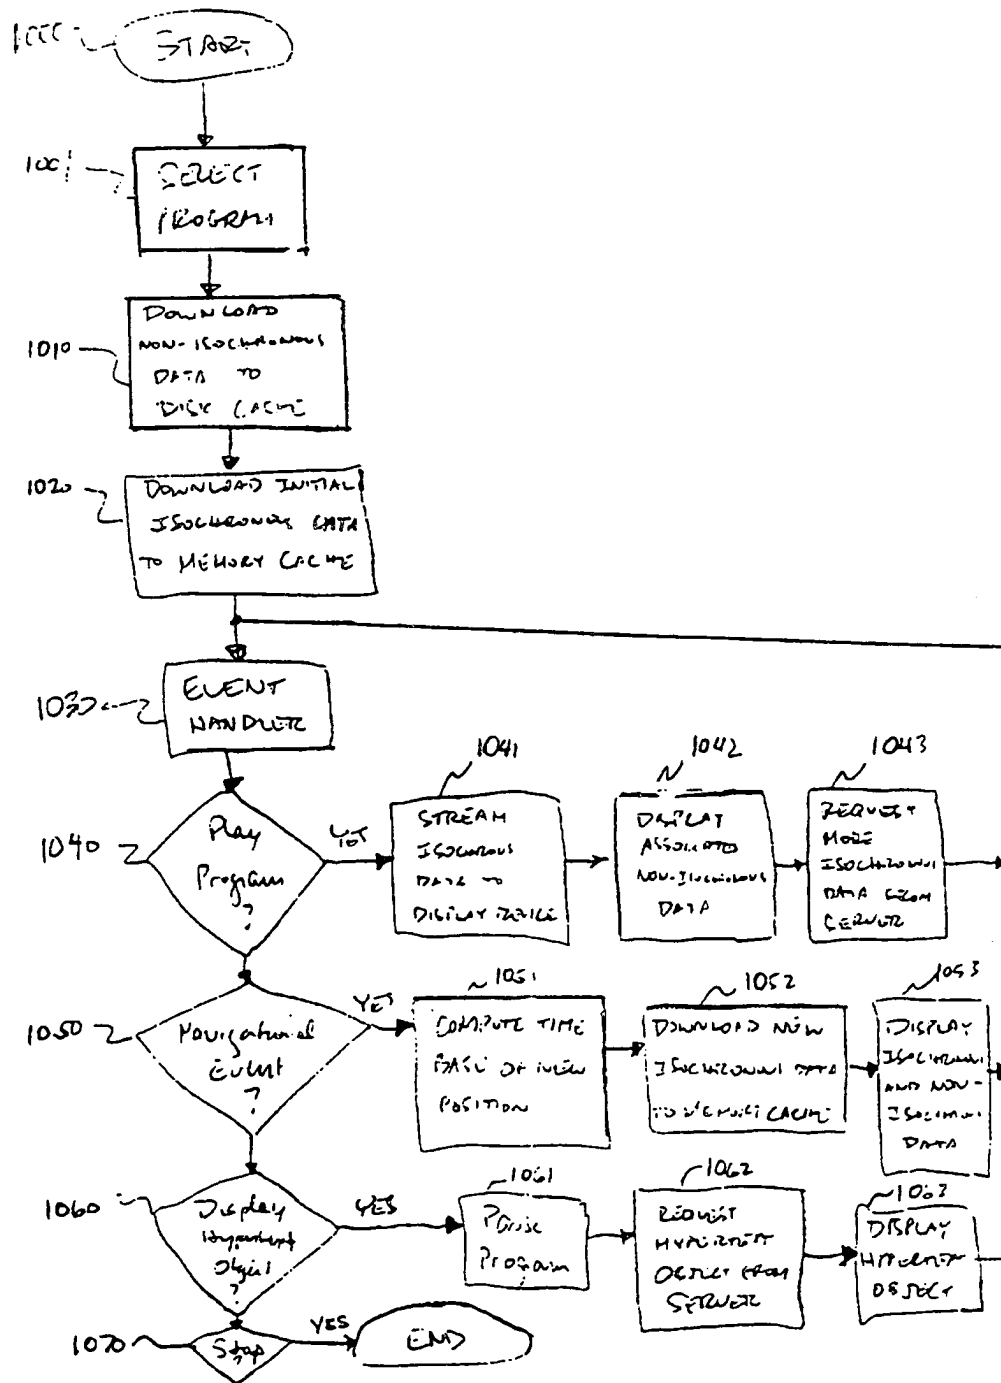 START
1001
SELECT
PROGRAM
1010
DOWNLOAD
NON-ISOCHRONOUS
DATA TO
DISK CACHE
1020
DOWNLOAD INITIAL
ISOCHRONOUS DATA
TO MEMORY CACHE
1030
EVENT
HANDLER
1040
Play
Program
?
YES
1041
STREAM
ISOCHROUS
DATA TO
DISPLAY DEVICE
1042
DISPLAY
ASSOCIATED
NON-ISOCHRONOUS
DATA
1043
REQUEST
MORE
ISOCHRONOUS
DATA FROM
SERVER
1050
Navigational
Event
?
YES
1051
COMPUTE TIME
BASE OF NEW
POSITION
1052
DOWNLOAD NEW
ISOCHRONOUS DATA
TO MEMORY CACHE
1053
DISPLAY
AND NON-
DATA
1060
Display
Hypertext
Object
?
YES
1061
Pause
Program
1062
REQUEST
HYPERTEXT
OBJECT FROM
SERVER
1063
DISPLAY
HYPERTEXT
OBJECT
1070
Stop
?
YES
END